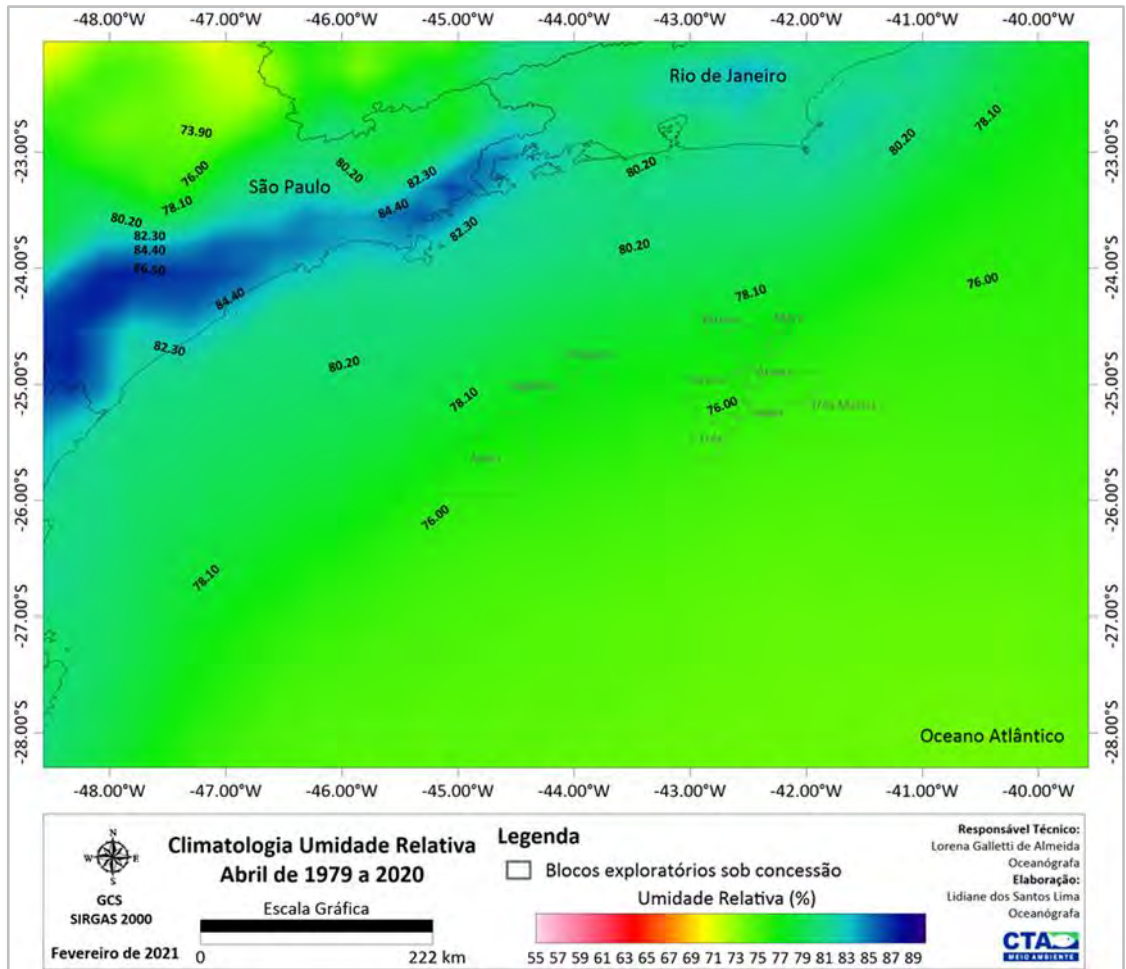 -48.00°W -47.00°W -46.00°W -45.00°W -44.00°W -43.00°W -42.00°W -41.00°W -40.00°W
Rio de Janeiro
73.90
78.10
-23.00°S
80.20
-23.00°S
76.00
80.20
82.30
80.20
São Paulo
78.10
84.40
80.20
82.30
82.30
84.40
80.20
-24.00°S
86.50
-24.00°S
76.00
84.40
78.10
82.30
80.20
-25.00°S
-25.00°S
78.10
76.00
-26.00°S
-26.00°S
76.00
78.10
-27.00°S
-27.00°S
-28.00°S
Oceano Atlântico
-28.00°S
-48.00°W -47.00°W -46.00°W -45.00°W -44.00°W -43.00°W -42.00°W -41.00°W -40.00°W
N
W E
S
GCS
SIRGAS 2000
Fevereiro de 2021
Climatologia Umidade Relativa
Abril de 1979 a 2020
Escala Gráfica
0 222 km
Legenda
Blocos exploratórios sob concessão
Umidade Relativa (%)
55 57 59 61 63 65 67 69 71 73 75 77 79 81 83 85 87 89
Responsável Técnico:
Lorena Galletti de Almeida
Oceanógrafa
Elaboração:
Lidiane dos Santos Lima
Oceanógrafa
CTA
MEIO AMBIENTE